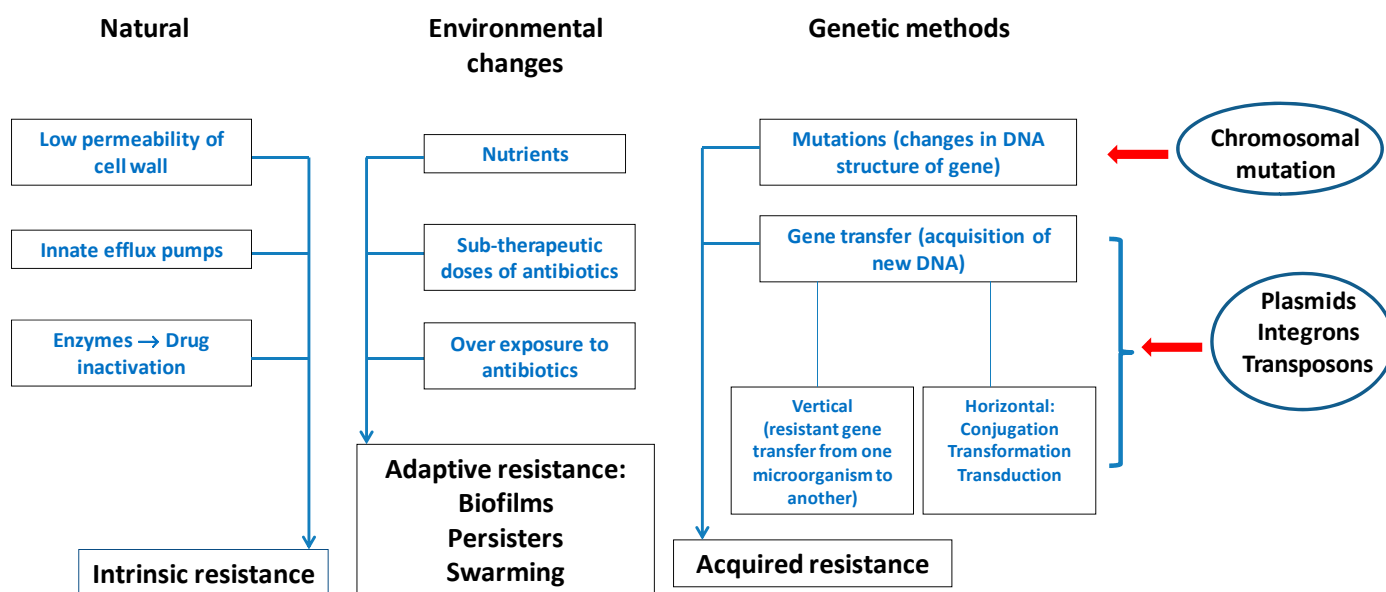 Natural
Low permeability of
cell wall
Innate efflux pumps
Enzymes → Drug
inactivation
Intrinsic resistance
Environmental
changes
Nutrients
Sub-therapeutic
doses of antibiotics
Over exposure to
antibiotics
Adaptive resistance:
Biofilms
Persisters
Swarming
Genetic methods
Mutations (changes in DNA
structure of gene)
Gene transfer (acquisition of
new DNA)
Vertical
(resistant gene
transfer from one
microorganism to
another)
Horizontal:
Conjugation
Transformation
Transduction
Acquired resistance
Chromosomal
mutation
Plasmids
Integrons
Transposons